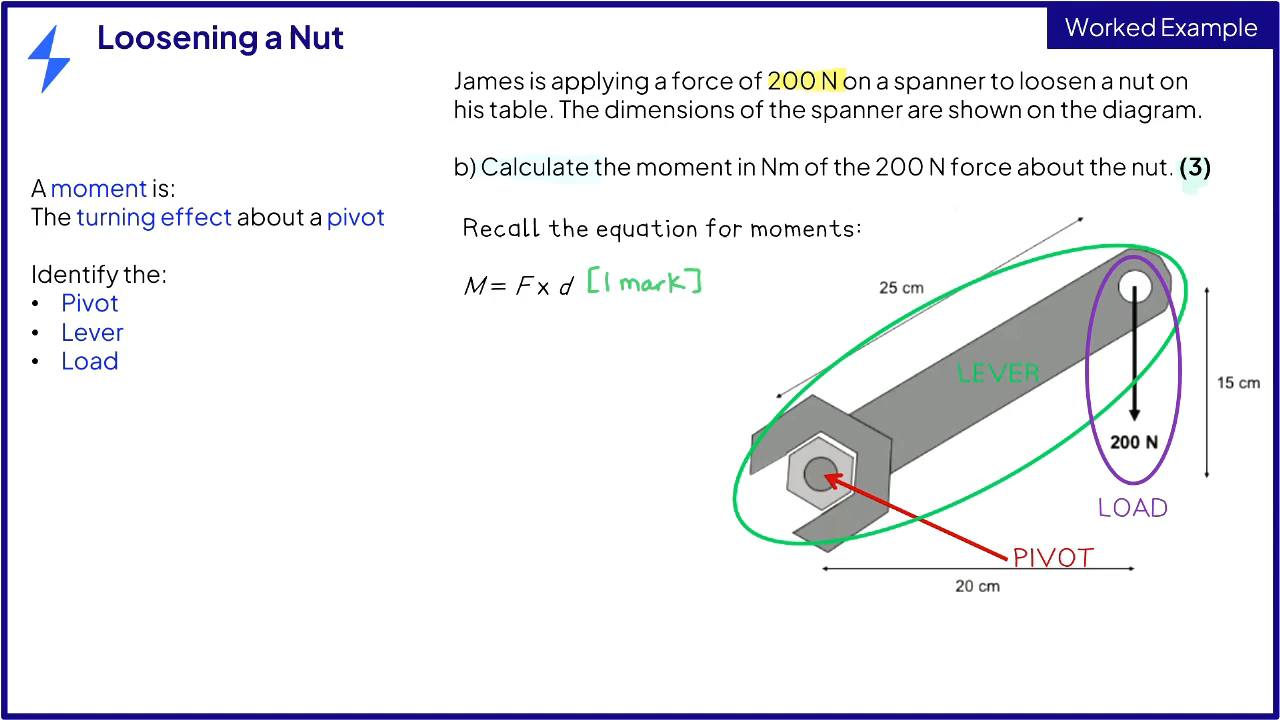 Loosening a Nut
Worked Example
James is applying a force of 200 N on a spanner to loosen a nut on
his table. The dimensions of the spanner are shown on the diagram.
b) Calculate the moment in Nm of the 200 N force about the nut. (3)
A moment is:
The turning effect about a pivot
Identify the:
• Pivot
• Lever
• Load
Recall the equation for moments:
M = F x d [1 mark]
25 cm
LEVER
15 cm
200 N
LOAD
PIVOT
20 cm